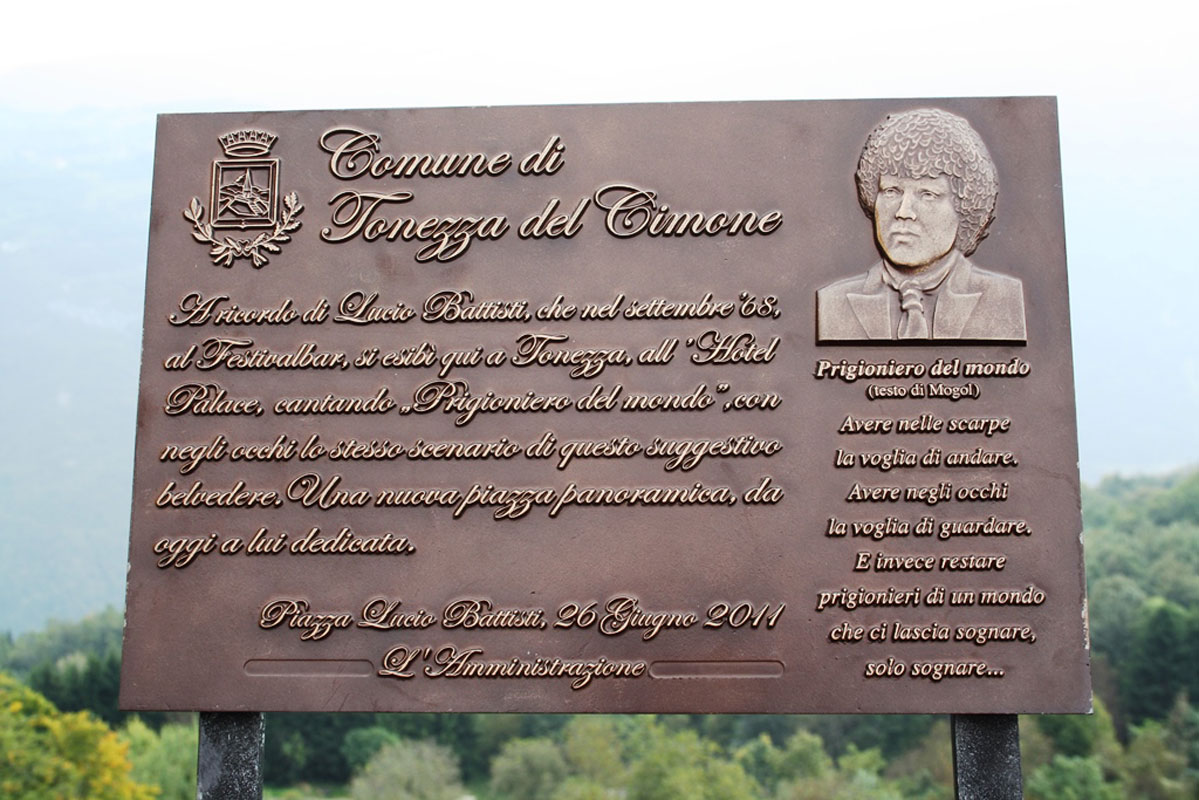 Comune di
Tonezza del Cimone
A ricordo di Lucio Battisti, che nel settembre '68,
al Festivalbar, si esibì qui a Tonezza, all 'Hotel
Palace, cantando „Prigioniero del mondo”,con
negli occhi lo stesso scenario di questo suggestivo
belvedere. Una nuova piazza panoramica, da
oggi a lui dedicata.
Piazza Lucio Battisti, 26 Giugno 2011
L'Amministrazione
Prigioniero del mondo
(testo di Mogol)
Avere nelle scarpe
la voglia di andare.
Avere negli occhi
la voglia di guardare.
E invece restare
prigionieri di un mondo
che ci lascia sognare,
solo sognare...